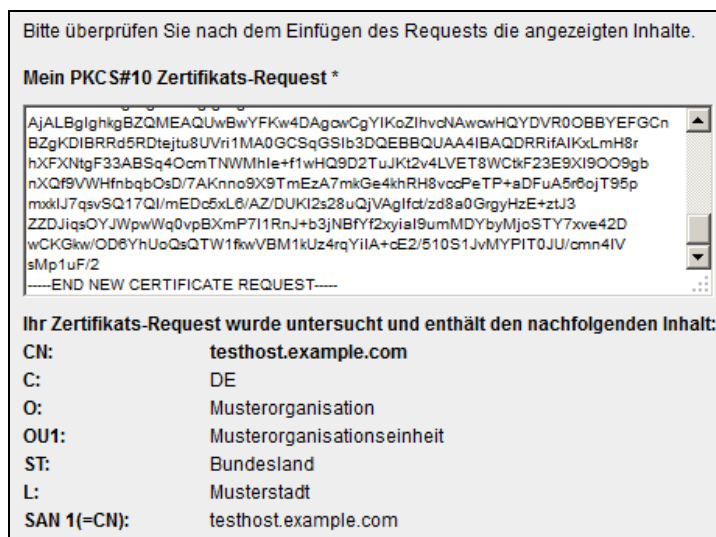 Bitte überprüfen Sie nach dem Einfügen des Requests die angezeigten Inhalte.
Mein PKCS#10 Zertifikats-Request *
AjALBglghkgBZQMEAQUwBwYFKw4DAgcwCgYIKoZIhvcNAwcwHQYDVR0OBBYEFGCn
BZgKDIBRRd5RDtejtu8UVri1MA0GCSqGSIb3DQEBBQUAA4IBAQDRRifAIKxLmH8r
hXFXNtgF33ABSq4OcmTNWMhIe+f1wHQ9D2TuJKt2v4LVET8WCtkF23E9XI9OO9gb
nXQf9VWHfnbqbOsD/7AKnno9X9TmEzA7mkGe4khRH8vccPeTP+aDFuA5r6ojT95p
mxkIJ7qsvSQ17QI/mEDc5xL6/AZ/DUKI2s28uQjVAgIfct/zd8a0GrgyHzE+ztJ3
ZZDJiqsOYJWpwWq0vpBXmP7I1RnJ+b3jNBfYf2xyiaI9umMDYbyMjoSTY7xve42D
wCKGkw/OD6YhUoQsQTW1fkwVBM1kUz4rqYiIA+cE2/510S1JvMYPIT0JU/cmn4IV
sMp1uF/2
-----END NEW CERTIFICATE REQUEST-----
Ihr Zertifikats-Request wurde untersucht und enthält den nachfolgenden Inhalt:
CN: testhost.example.com
C: DE
O: Musterorganisation
OU1: Musterorganisationseinheit
ST: Bundesland
L: Musterstadt
SAN 1(=CN): testhost.example.com